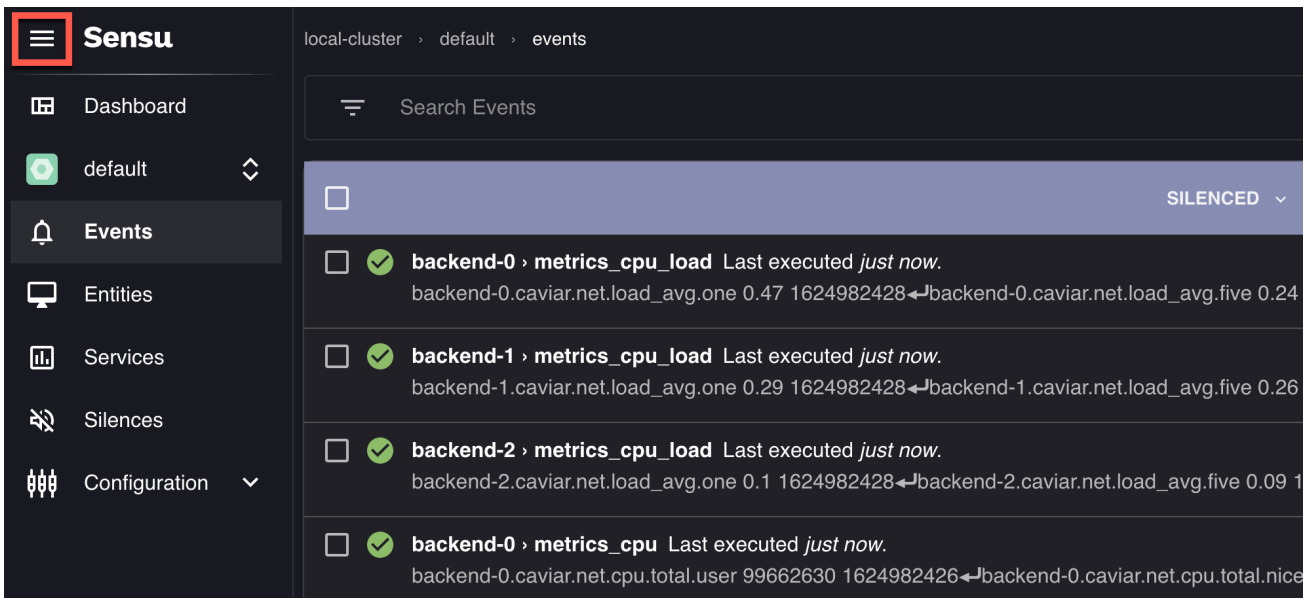 Sensu
local-cluster › default › events
Dashboard
Search Events
default
SILENCED
Events
backend-0 › metrics_cpu_load Last executed just now.
backend-0.caviar.net.load_avg.one 0.47 1624982428↵backend-0.caviar.net.load_avg.five 0.24
Entities
Services
backend-1 › metrics_cpu_load Last executed just now.
backend-1.caviar.net.load_avg.one 0.29 1624982428↵backend-1.caviar.net.load_avg.five 0.26
Silences
backend-2 › metrics_cpu_load Last executed just now.
backend-2.caviar.net.load_avg.one 0.1 1624982428↵backend-2.caviar.net.load_avg.five 0.09 1
Configuration
backend-0 › metrics_cpu Last executed just now.
backend-0.caviar.net.cpu.total.user 99662630 1624982426↵backend-0.caviar.net.cpu.total.nice